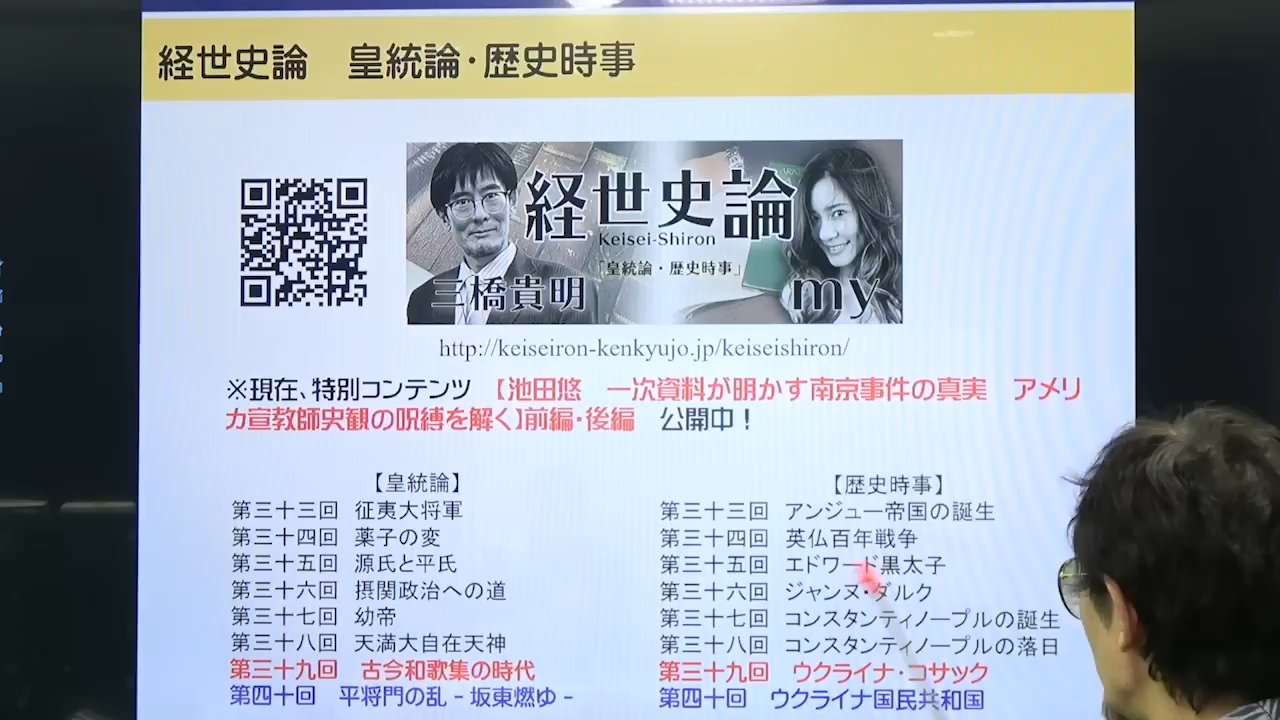 経世史論　皇統論・歴史時事
経世史論
Keisei-Shiron
「皇統論・歴史時事」
三橋貴明
my
http://keiseiron-kenkyujo.jp/keiseishiron/
※現在、特別コンテンツ　【池田悠　一次資料が明かす南京事件の真実　アメリ
カ宣教師史観の呪縛を解く】前編・後編　公開中！
【皇統論】
第三十三回　征夷大将軍
第三十四回　薬子の変
第三十五回　源氏と平氏
第三十六回　摂関政治への道
第三十七回　幼帝
第三十八回　天満大自在天神
第三十九回　古今和歌集の時代
第四十回　平将門の乱－坂東燃ゆ－
【歴史時事】
第三十三回　アンジュー帝国の誕生
第三十四回　英仏百年戦争
第三十五回　エドワード黒太子
第三十六回　ジャンヌ・ダルク
第三十七回　コンスタンティノープルの誕生
第三十八回　コンスタンティノープルの落日
第三十九回　ウクライナ・コサック
第四十回　ウクライナ国民共和国